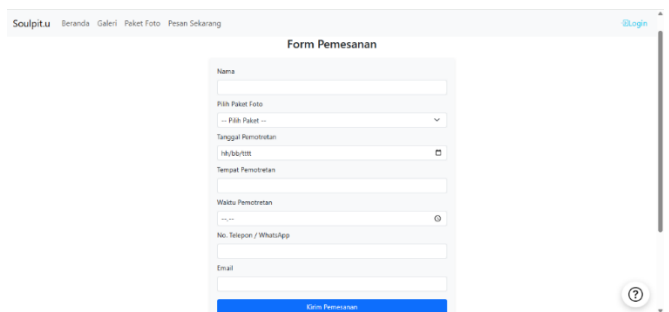 Soulpit.u Beranda Galeri Paket Foto Pesan Sekarang Login
Form Pemesanan
Nama
Pilih Paket Foto
-- Pilih Paket --
Tanggal Pemotretan
hh/bb/tttt
Tempat Pemotretan
Waktu Pemotretan
--.--
No. Telepon / WhatsApp
Email
Kirim Pemesanan
?